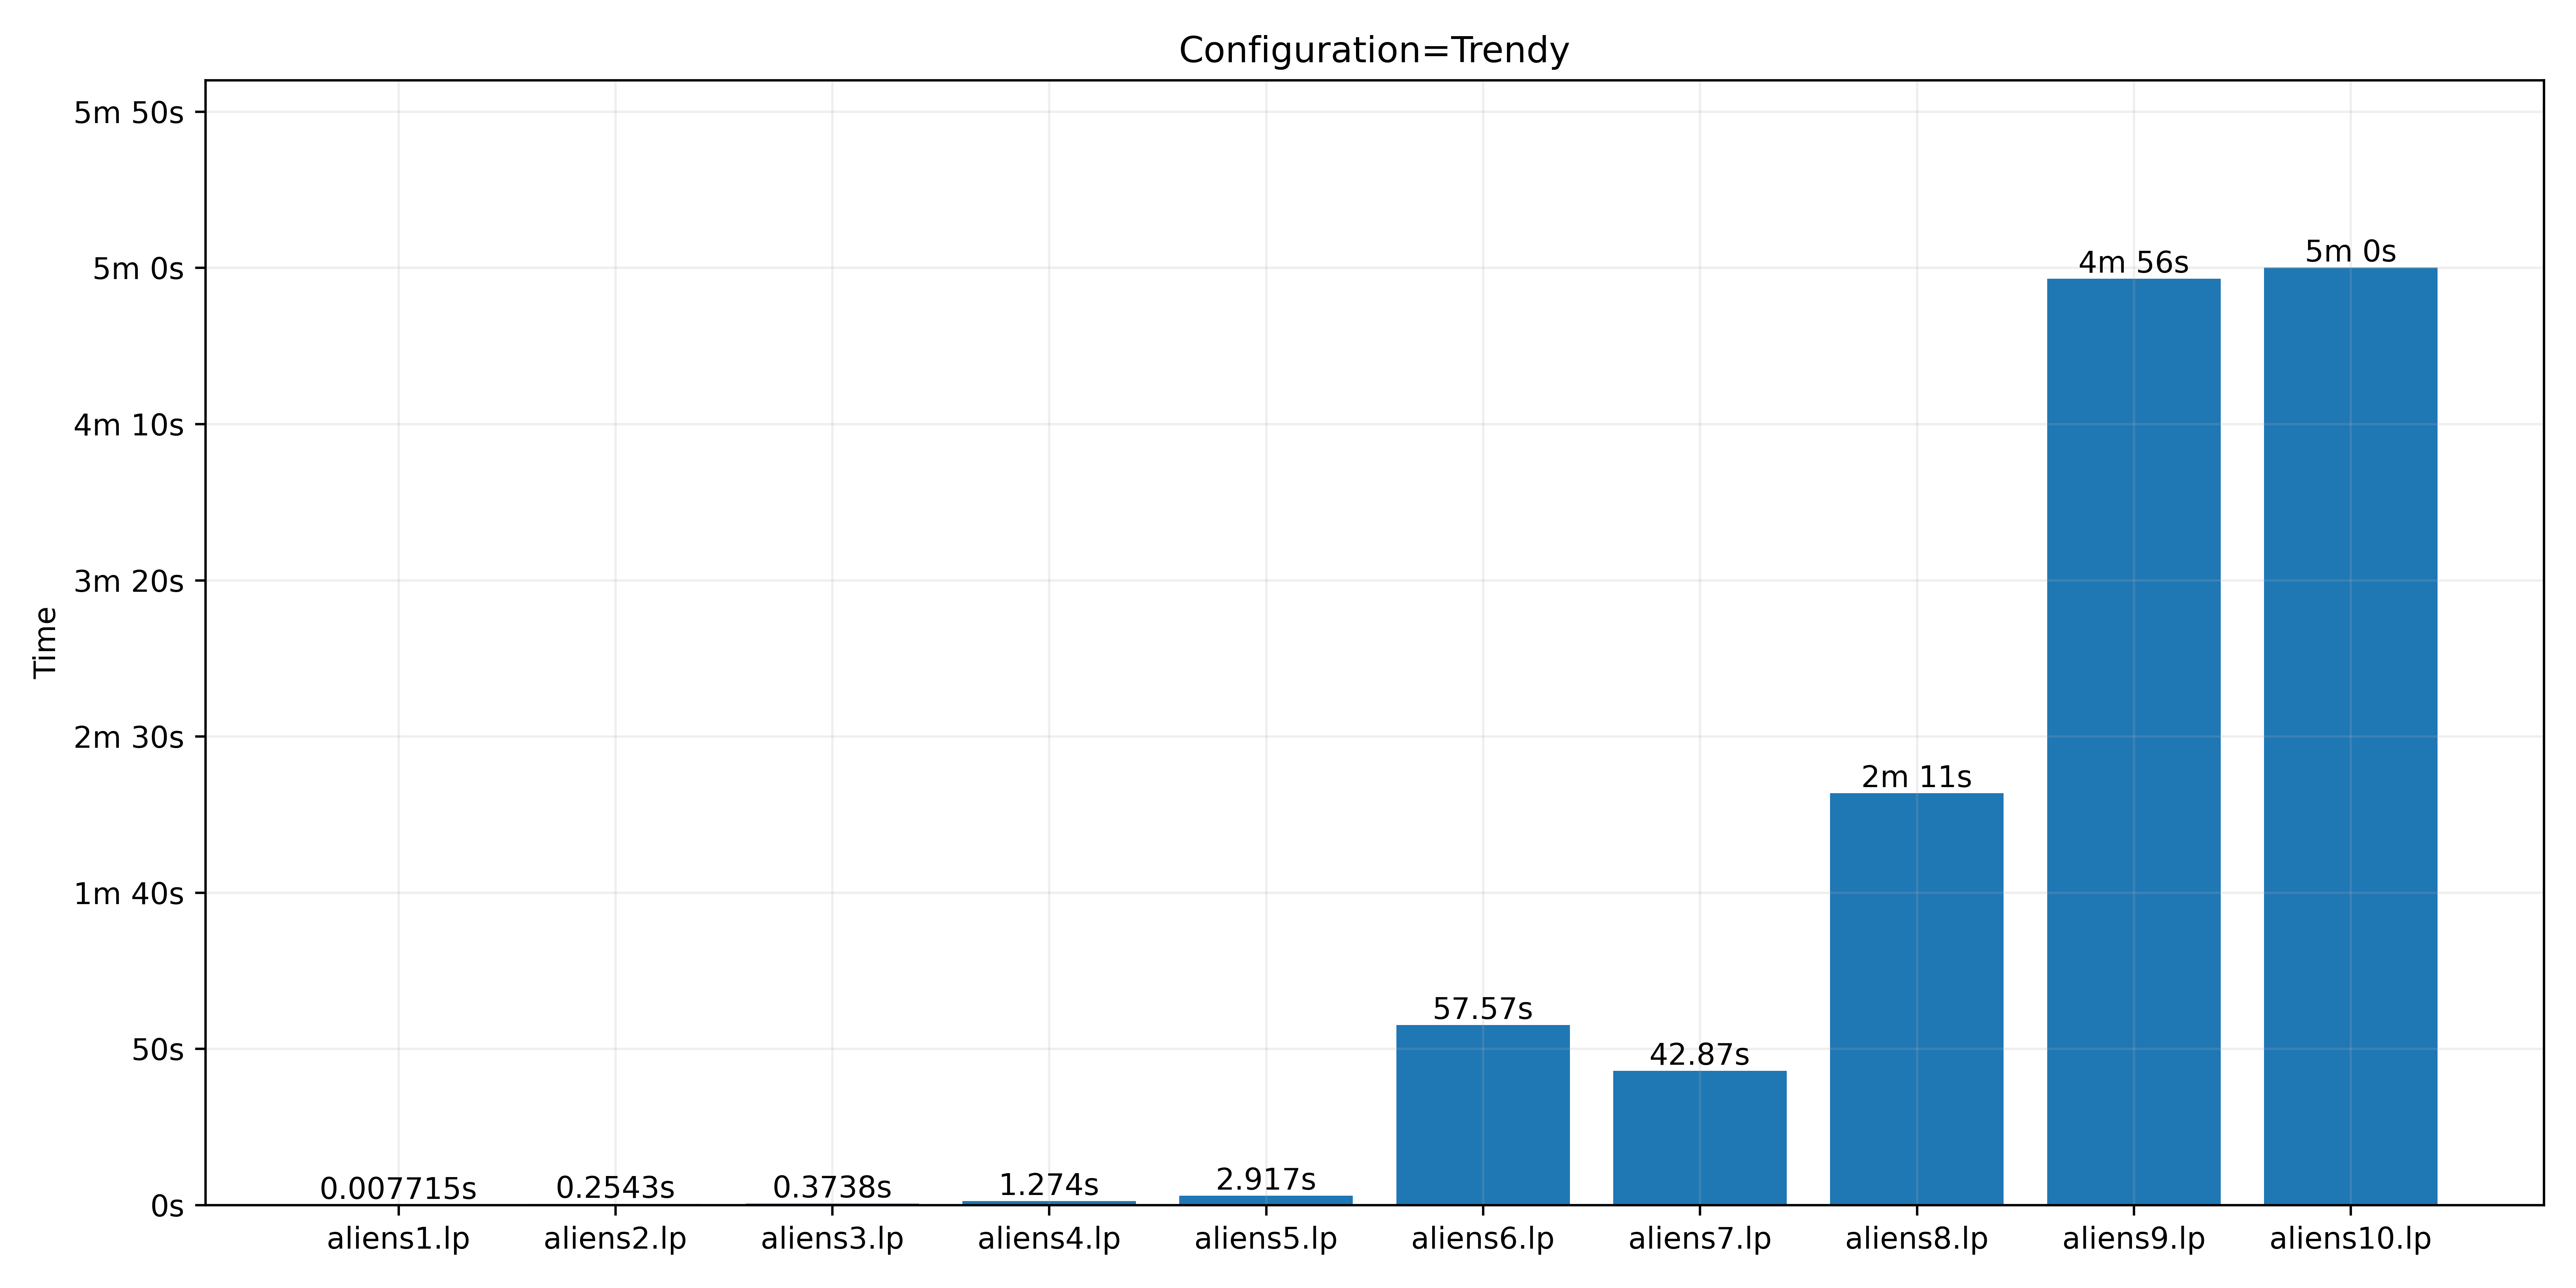 Configuration=Trendy
Time
5m 50s
5m 0s
4m 10s
3m 20s
2m 30s
1m 40s
50s
0s
0.007715s
0.2543s
0.3738s
1.274s
2.917s
57.57s
42.87s
2m 11s
4m 56s
5m 0s
aliens1.lp
aliens2.lp
aliens3.lp
aliens4.lp
aliens5.lp
aliens6.lp
aliens7.lp
aliens8.lp
aliens9.lp
aliens10.lp